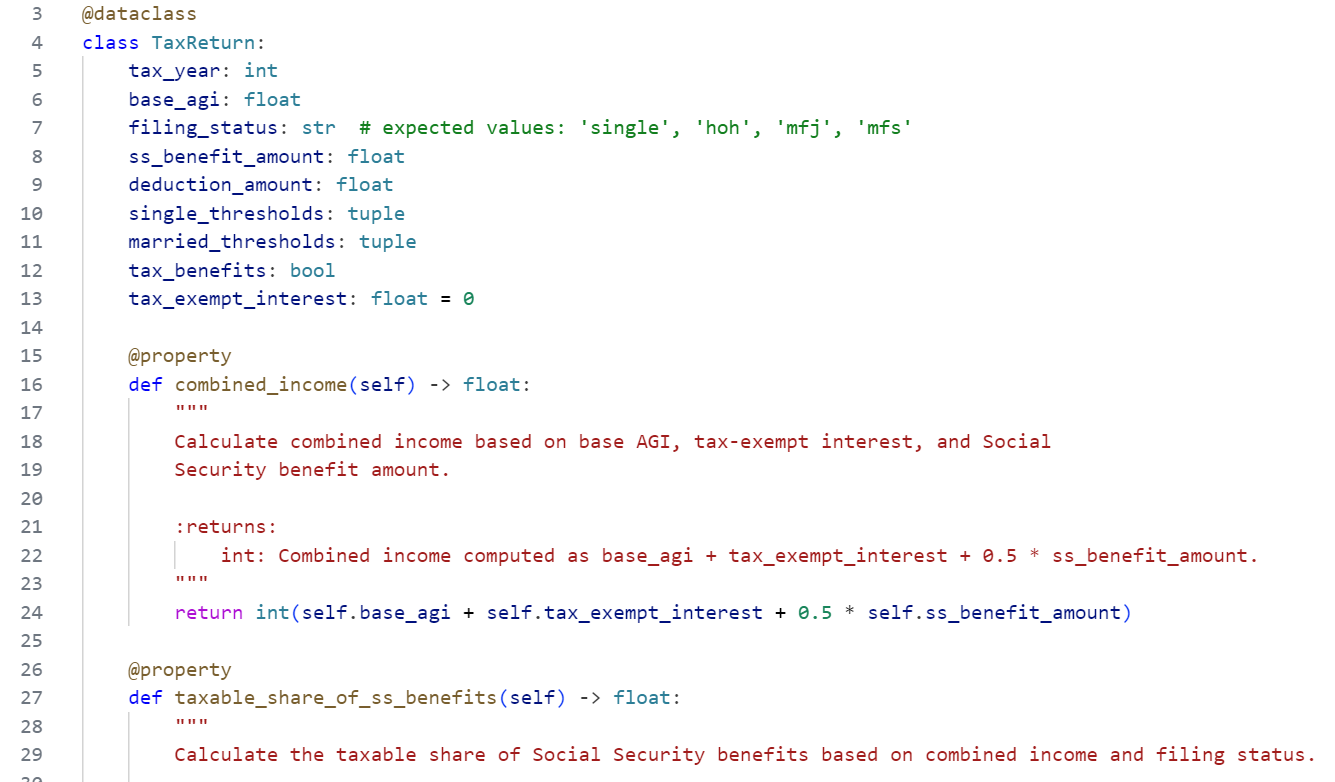 3 @dataclass
4 class TaxReturn:
5 tax_year: int
6 base_agi: float
7 filing_status: str  # expected values: 'single', 'hoh', 'mfj', 'mfs'
8 ss_benefit_amount: float
9 deduction_amount: float
10 single_thresholds: tuple
11 married_thresholds: tuple
12 tax_benefits: bool
13 tax_exempt_interest: float = 0
14
15 @property
16 def combined_income(self) -> float:
17 """
18 Calculate combined income based on base AGI, tax-exempt interest, and Social
19 Security benefit amount.
20
21 :returns:
22 int: Combined income computed as base_agi + tax_exempt_interest + 0.5 * ss_benefit_amount.
23 """
24 return int(self.base_agi + self.tax_exempt_interest + 0.5 * self.ss_benefit_amount)
25
26 @property
27 def taxable_share_of_ss_benefits(self) -> float:
28 """
29 Calculate the taxable share of Social Security benefits based on combined income and filing status.